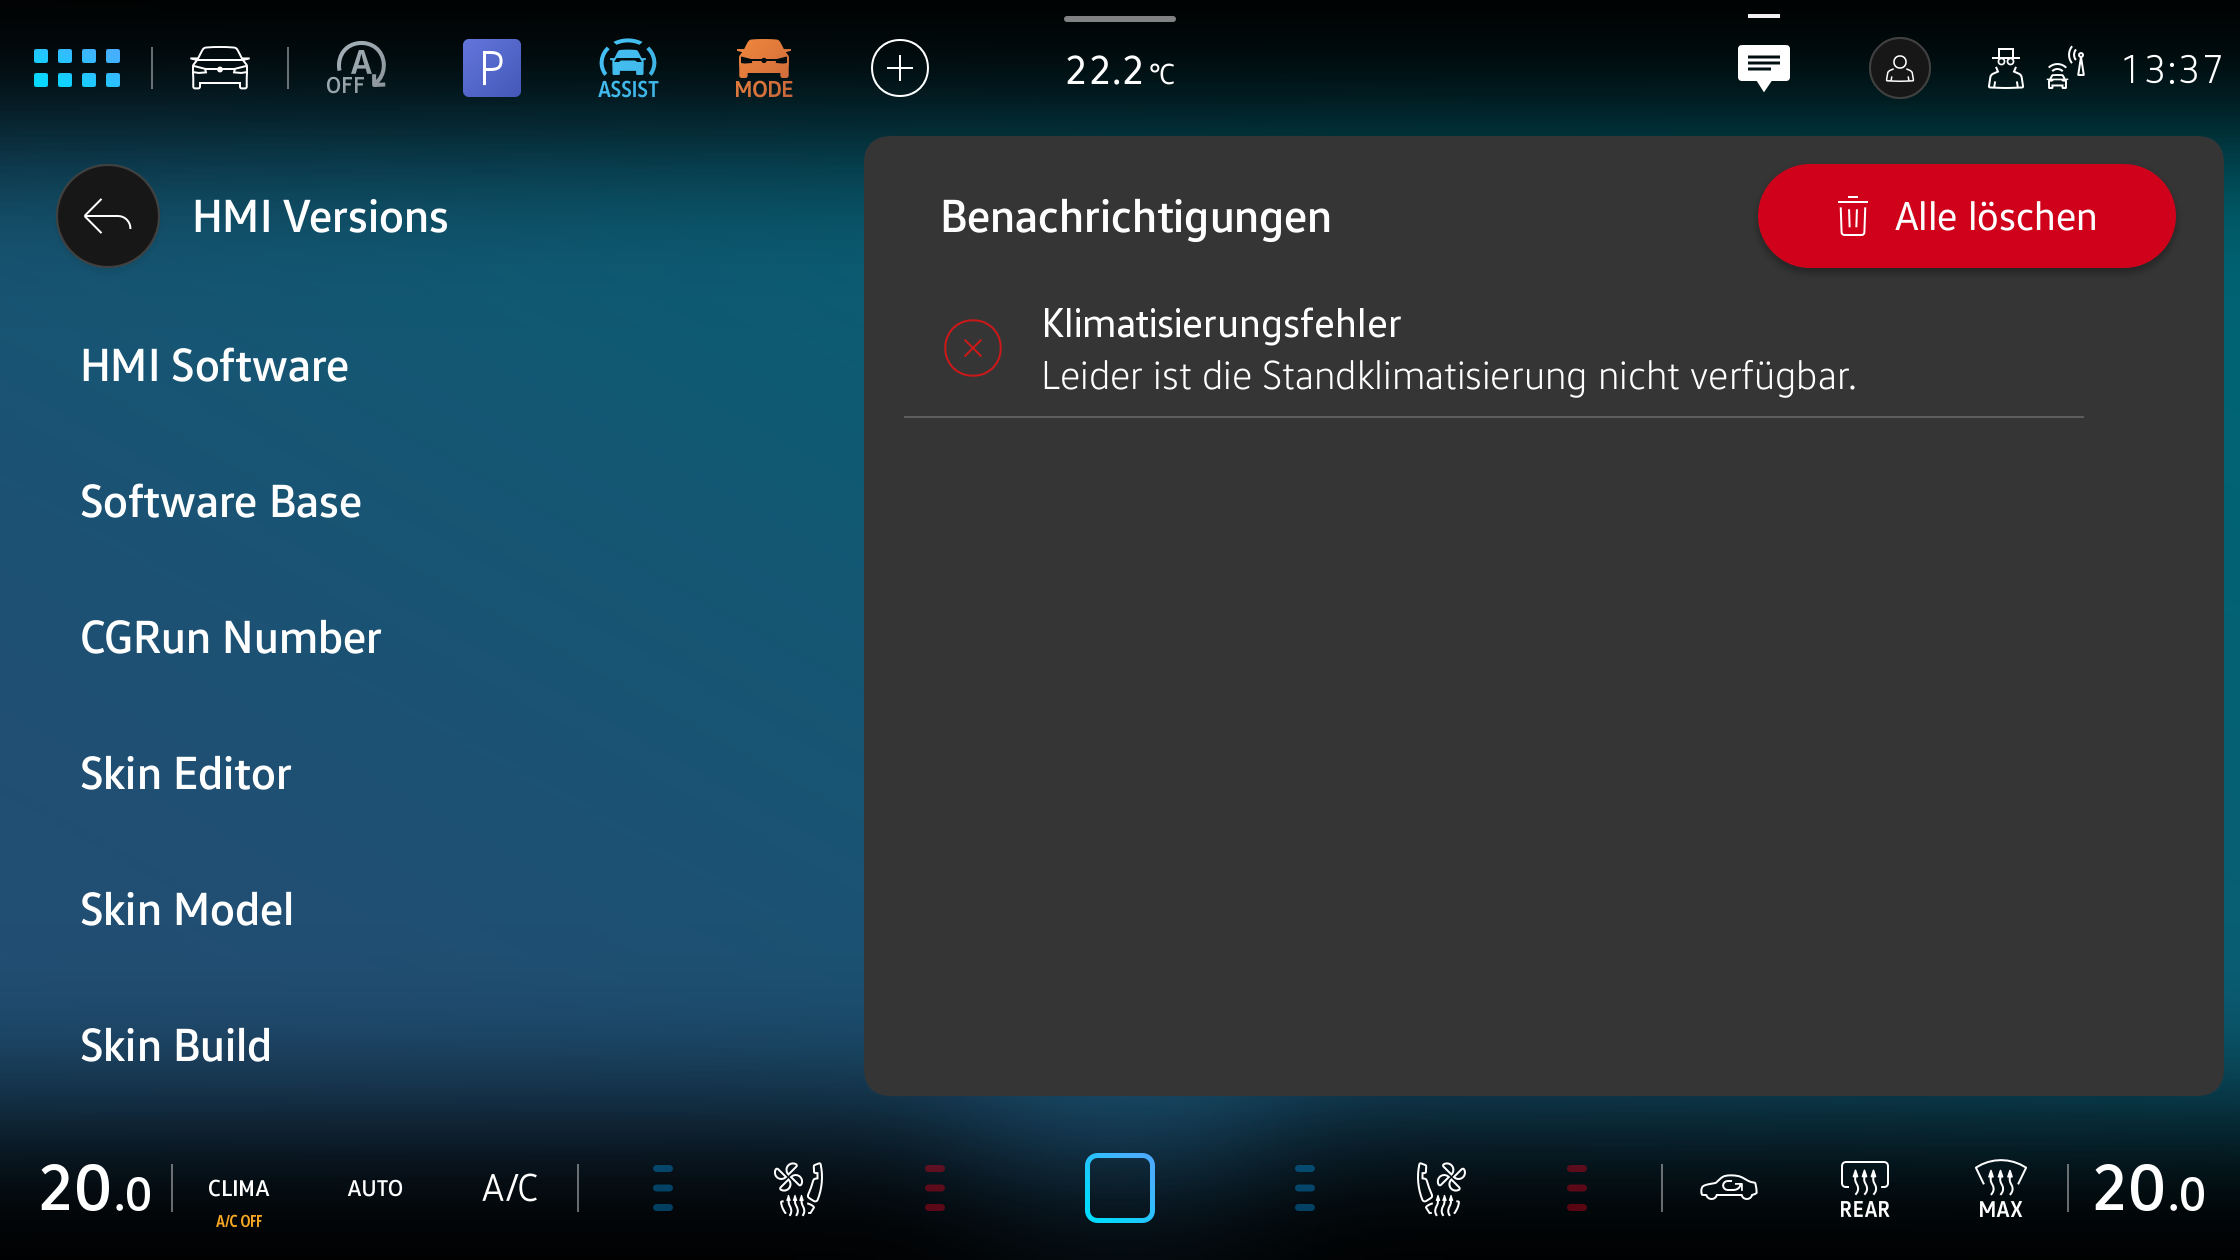 A
OFF
P
ASSIST
MODE
22.2 °C
13:37
HMI Versions
HMI Software
Software Base
CGRun Number
Skin Editor
Skin Model
Skin Build
Benachrichtigungen
Alle löschen
Klimatisierungsfehler
Leider ist die Standklimatisierung nicht verfügbar.
20.0
CLIMA
A/C OFF
AUTO
A/C
REAR
MAX
20.0